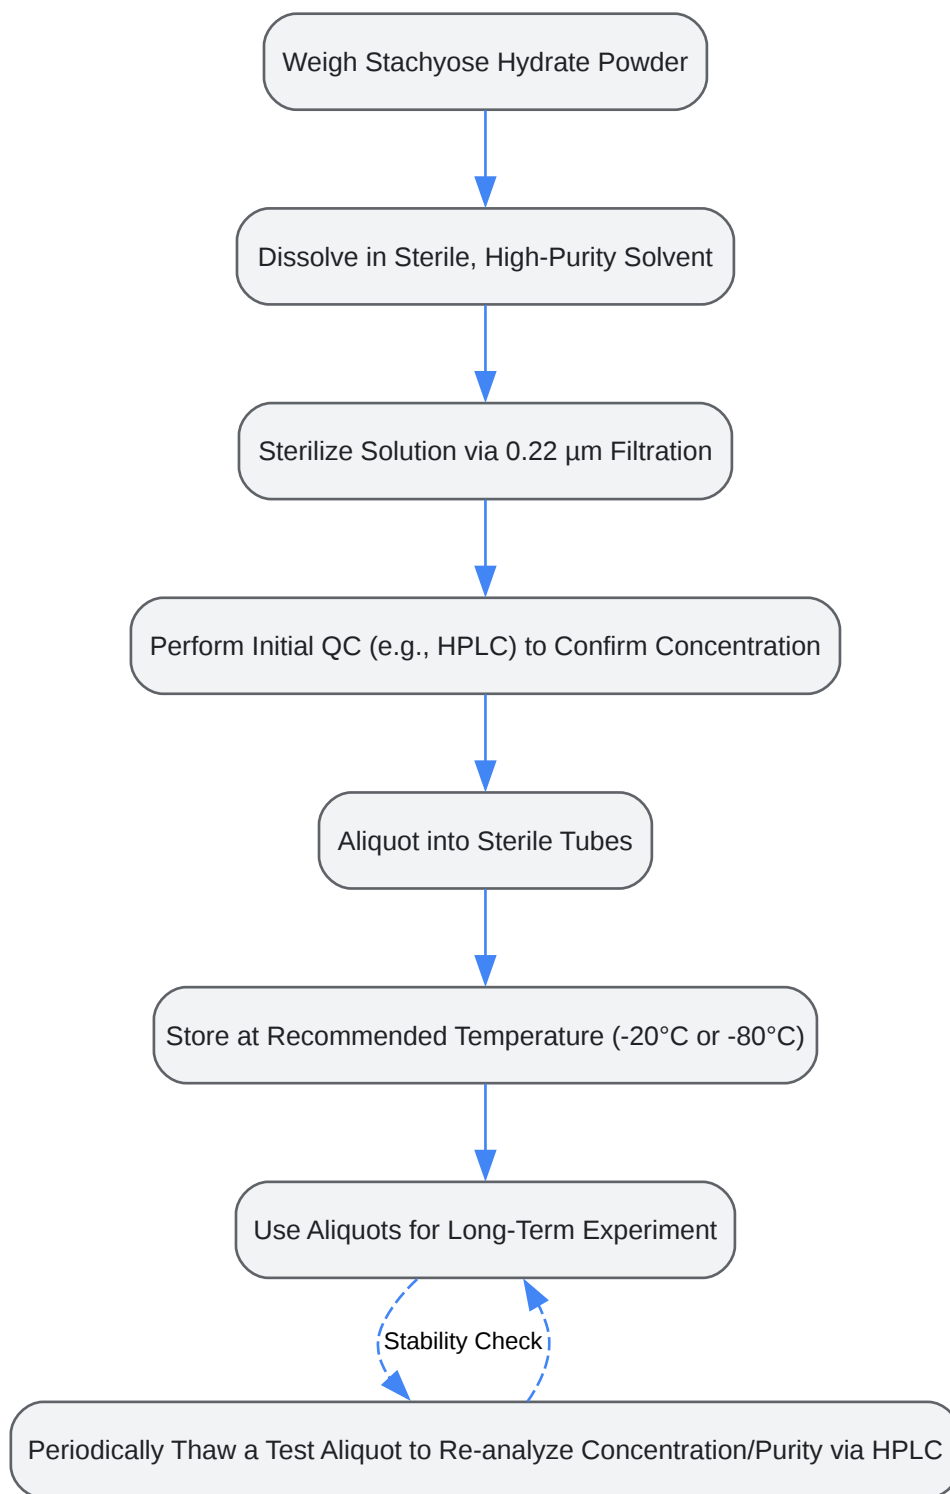 Weigh Stachyose Hydrate Powder
Dissolve in Sterile, High-Purity Solvent
Sterilize Solution via 0.22 µm Filtration
Perform Initial QC (e.g., HPLC) to Confirm Concentration
Aliquot into Sterile Tubes
Store at Recommended Temperature (-20°C or -80°C)
Use Aliquots for Long-Term Experiment
Stability Check
Periodically Thaw a Test Aliquot to Re-analyze Concentration/Purity via HPLC